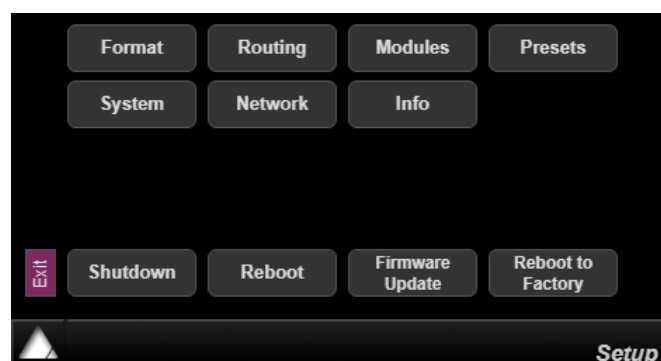 Format Routing Modules Presets
System Network Info
Exit Shutdown Reboot Firmware Update Reboot to Factory
Setup